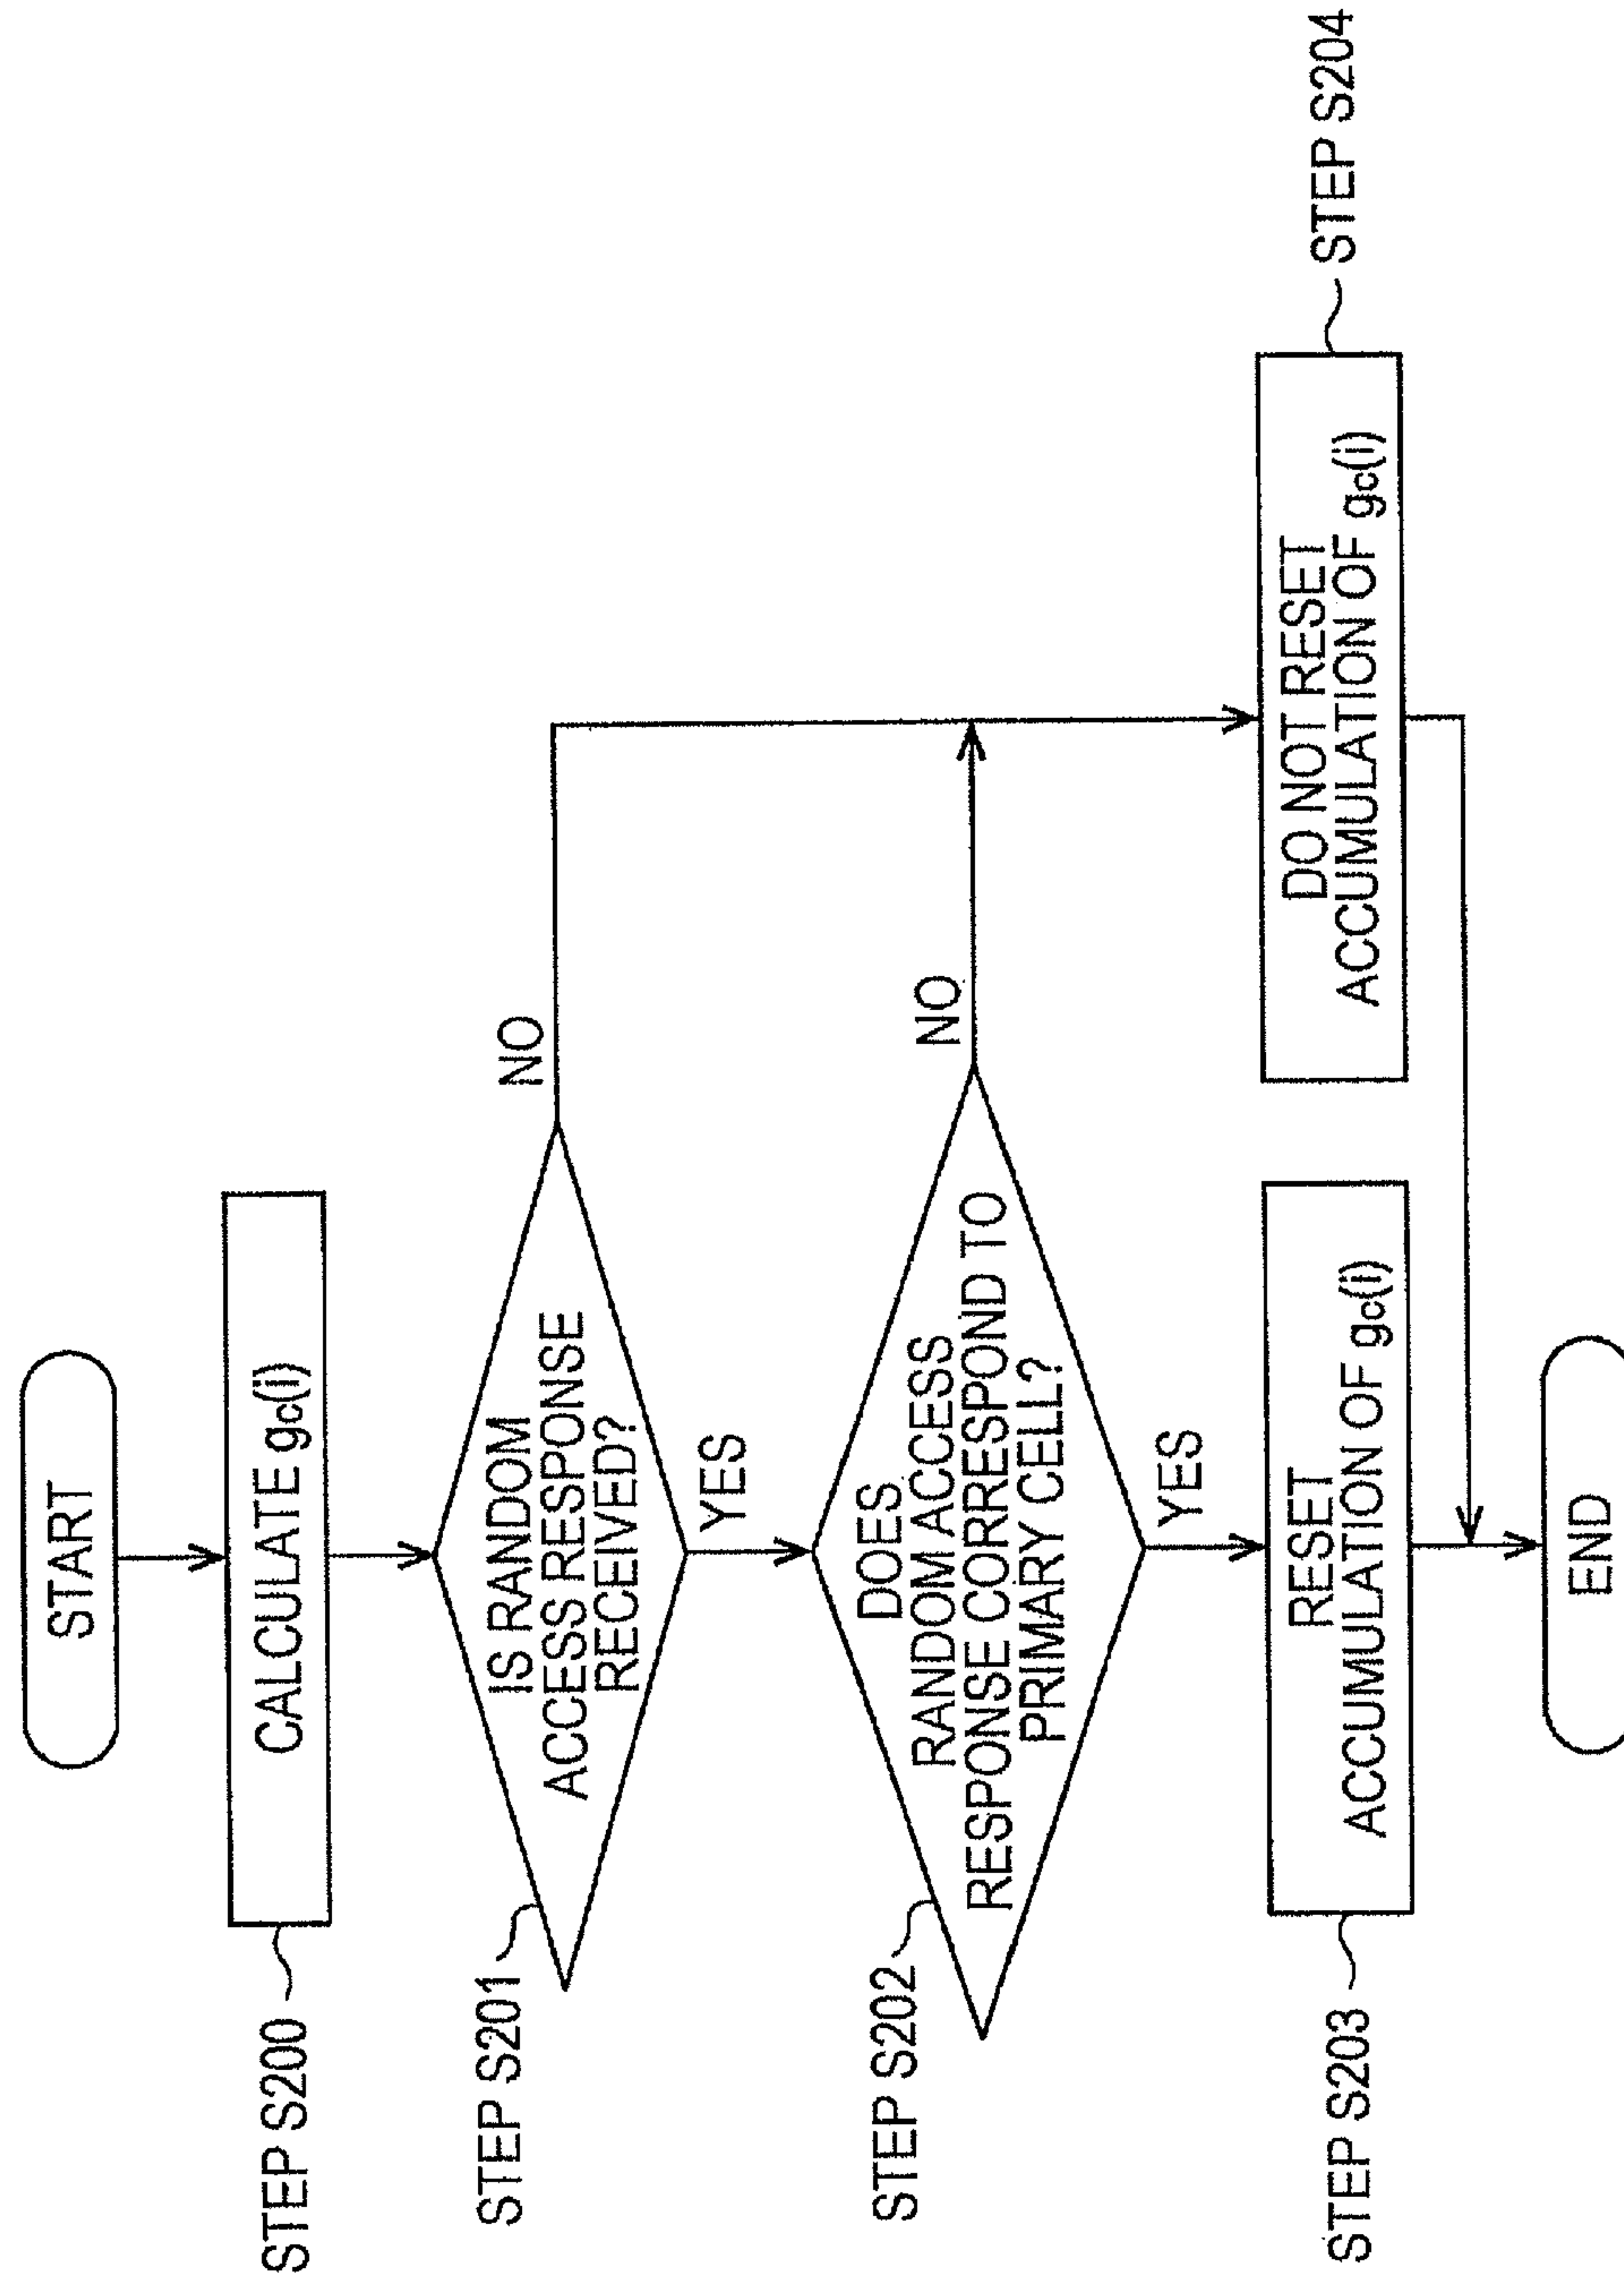 START
STEP S200
CALCULATE gc(i)
STEP S201
IS RANDOM
ACCESS RESPONSE
RECEIVED?
NO
YES
STEP S202
DOES
RANDOM ACCESS
RESPONSE CORRESPOND TO
PRIMARY CELL?
NO
YES
STEP S203
RESET
ACCUMULATION OF gc(i)
DO NOT RESET
ACCUMULATION OF gc(i)
STEP S204
END